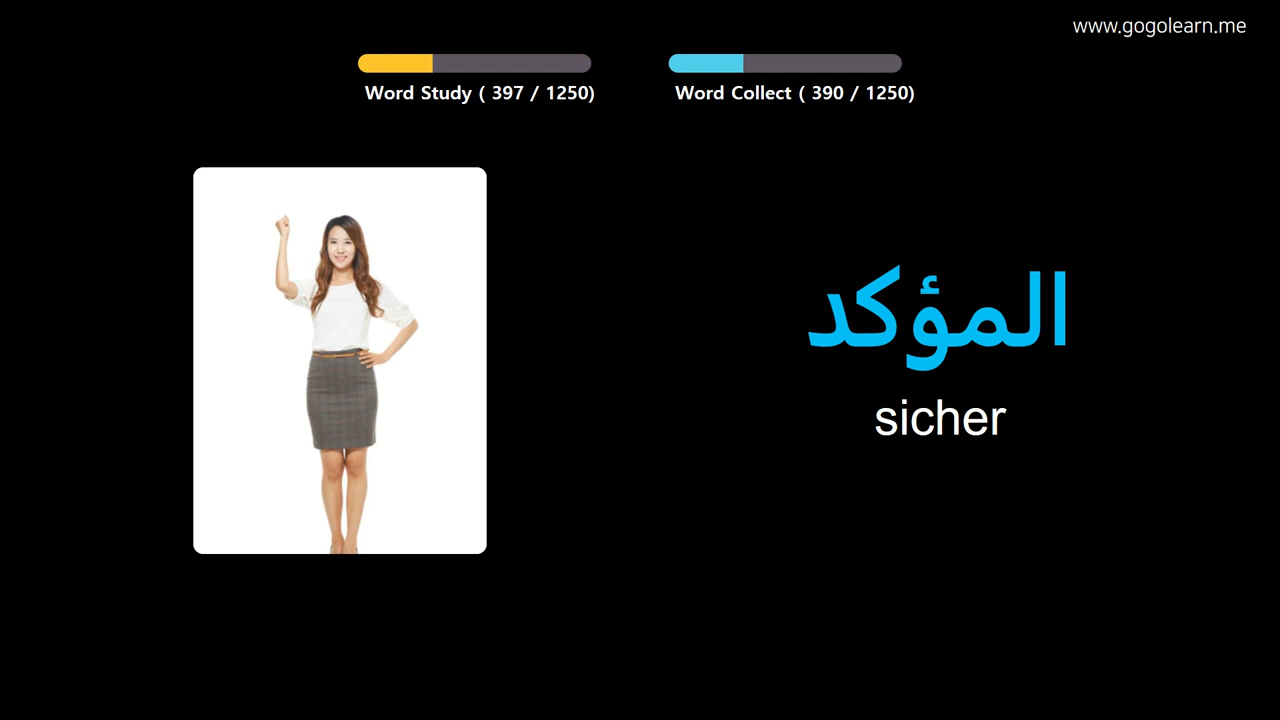 www.gogolearn.me
Word Study ( 397 / 1250)
Word Collect ( 390 / 1250)
المؤكد
sicher